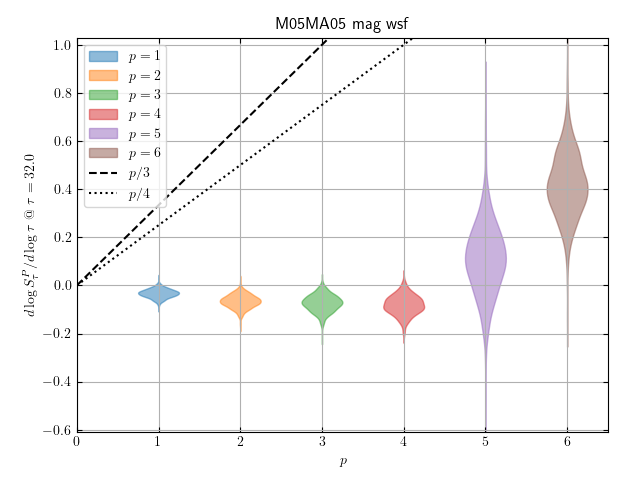 M05MA05 mag wsf
d log S_τ^P / d log τ @ τ = 32.0
1.0
0.8
0.6
0.4
0.2
0.0
−0.2
−0.4
−0.6
p = 1
p = 2
p = 3
p = 4
p = 5
p = 6
p/3
p/4
0 1 2 3 4 5 6
p